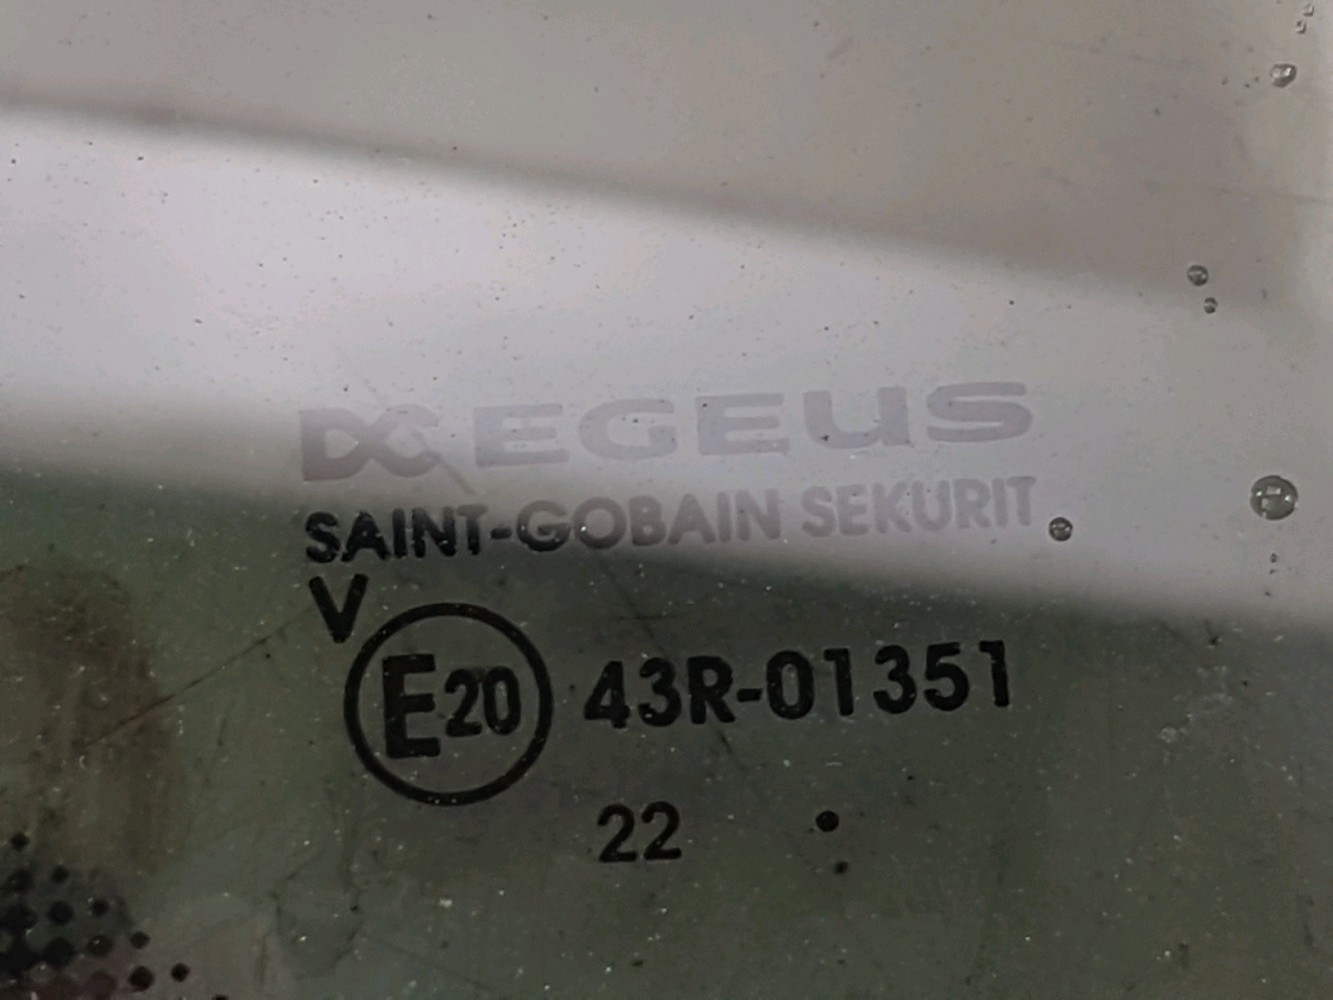 EGEUS
SAINT-GOBAIN SEKURIT
V
E20 43R-01351
22 .